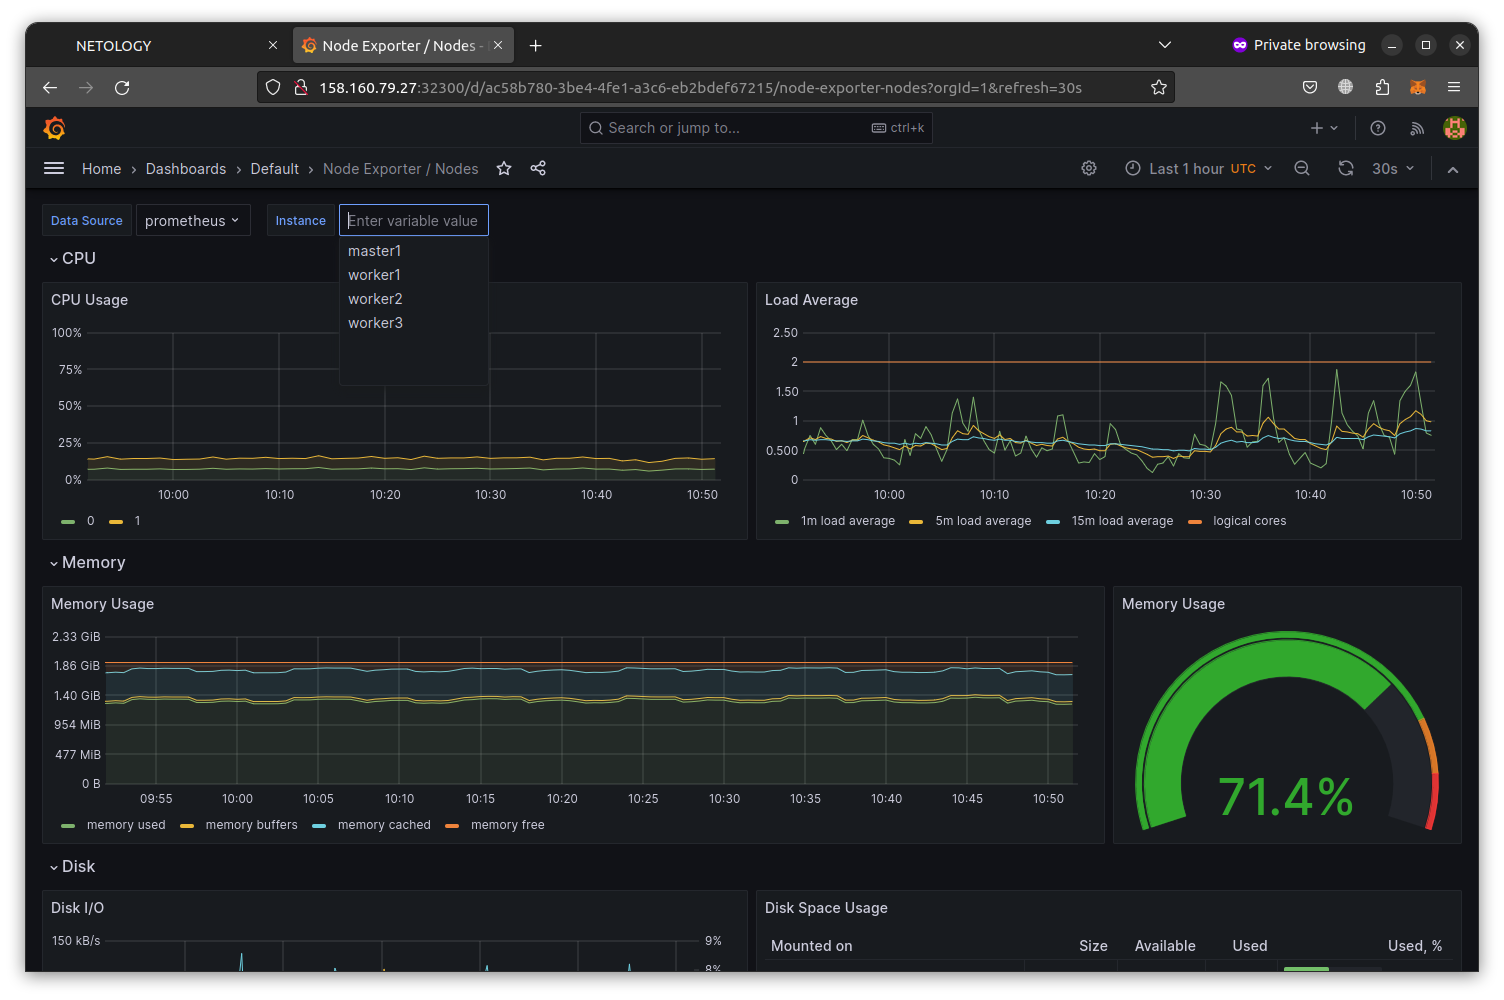 NETOLOGY
Node Exporter / Nodes -
Private browsing
158.160.79.27:32300/d/ac58b780-3be4-4fe1-a3c6-eb2bdef67215/node-exporter-nodes?orgId=1&refresh=30s
Search or jump to...
ctrl+k
Home › Dashboards › Default › Node Exporter / Nodes
Last 1 hour UTC
30s
Data Source
prometheus
Instance
Enter variable value
master1
worker1
worker2
worker3
CPU
CPU Usage
100%
75%
50%
25%
0%
10:00 10:10 10:20 10:30 10:40 10:50
0 1
Load Average
2.50
2
1.50
1
0.500
0
10:00 10:10 10:20 10:30 10:40 10:50
1m load average 5m load average 15m load average logical cores
Memory
Memory Usage
2.33 GiB
1.86 GiB
1.40 GiB
954 MiB
477 MiB
0 B
09:55 10:00 10:05 10:10 10:15 10:20 10:25 10:30 10:35 10:40 10:45 10:50
memory used memory buffers memory cached memory free
Memory Usage
71.4%
Disk
Disk I/O
150 kB/s
9%
8%
Disk Space Usage
Mounted on Size Available Used Used, %